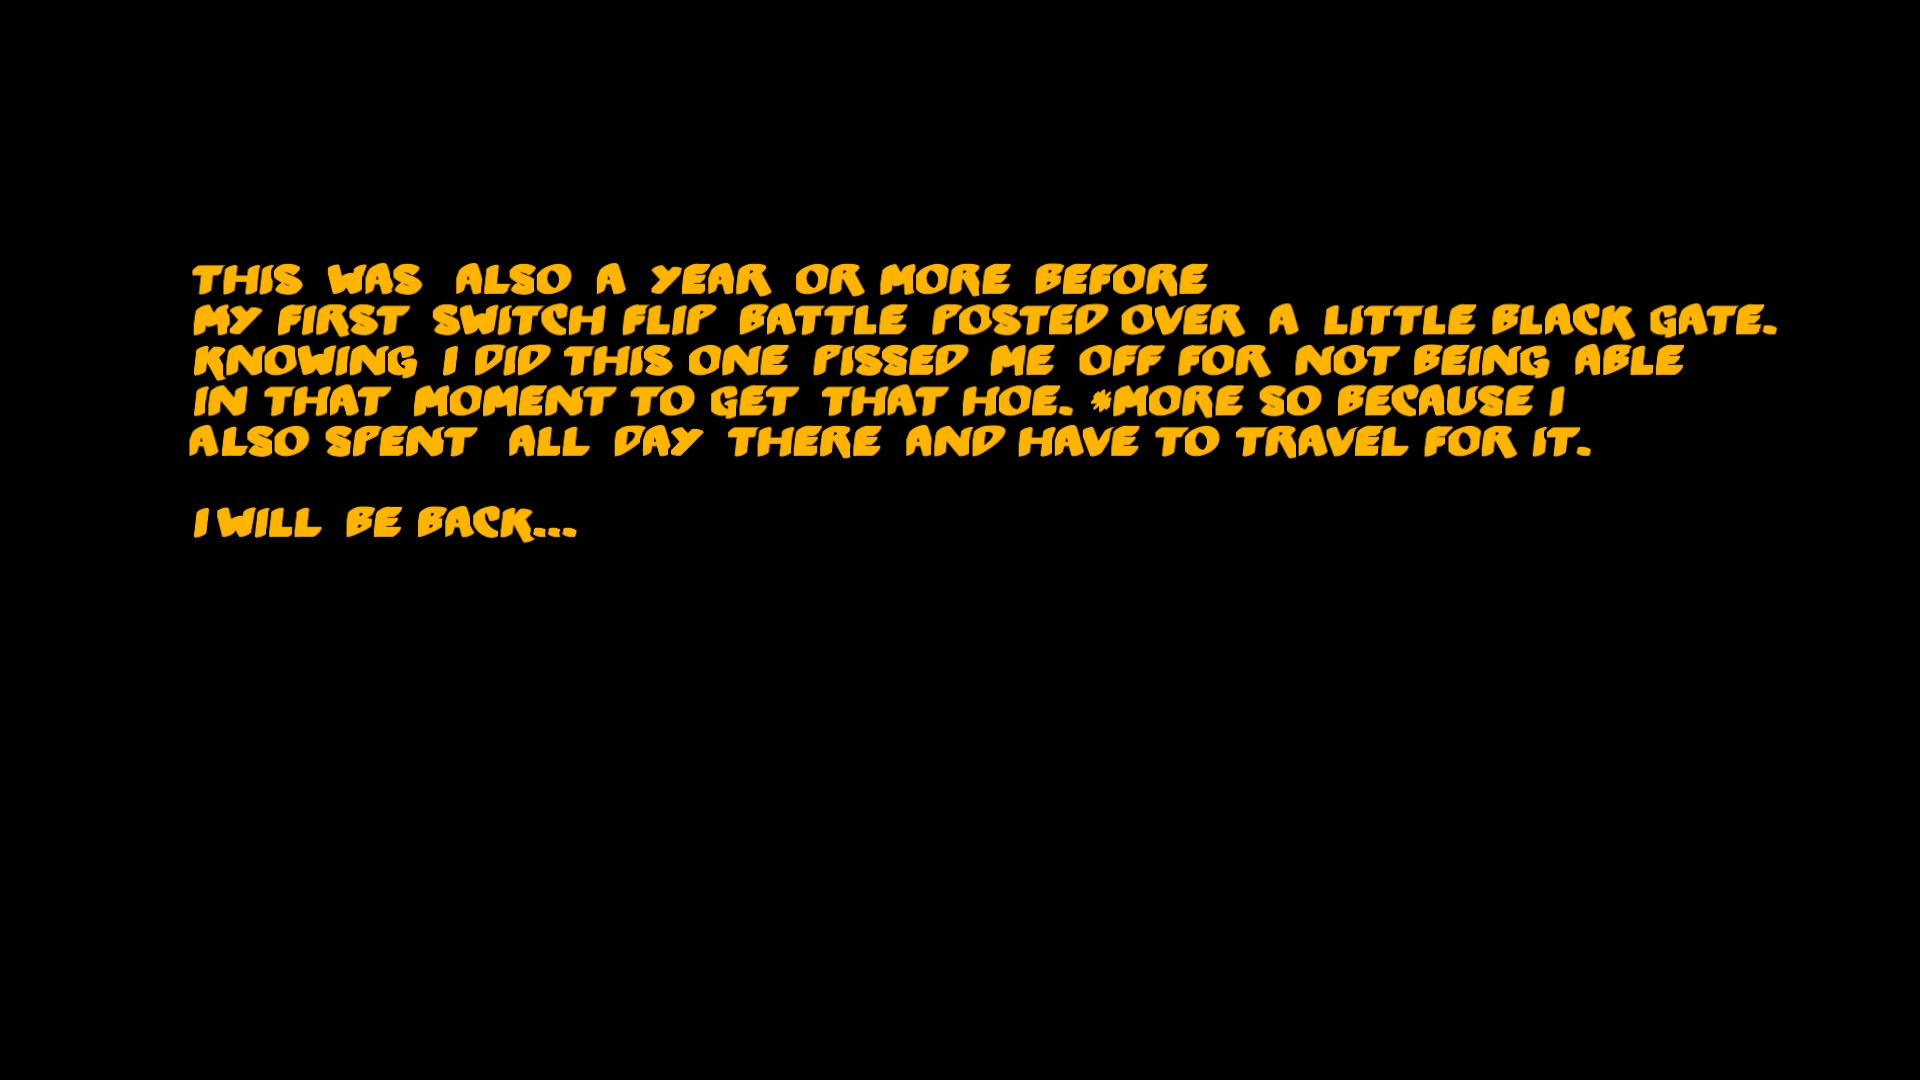 THIS WAS ALSO A YEAR OR MORE BEFORE
MY FIRST SWITCH FLIP BATTLE POSTED OVER A LITTLE BLACK GATE.
KNOWING I DID THIS ONE PISSED ME OFF FOR NOT BEING ABLE
IN THAT MOMENT TO GET THAT HOE. *MORE SO BECAUSE I
ALSO SPENT ALL DAY THERE AND HAVE TO TRAVEL FOR IT.
I WILL BE BACK...